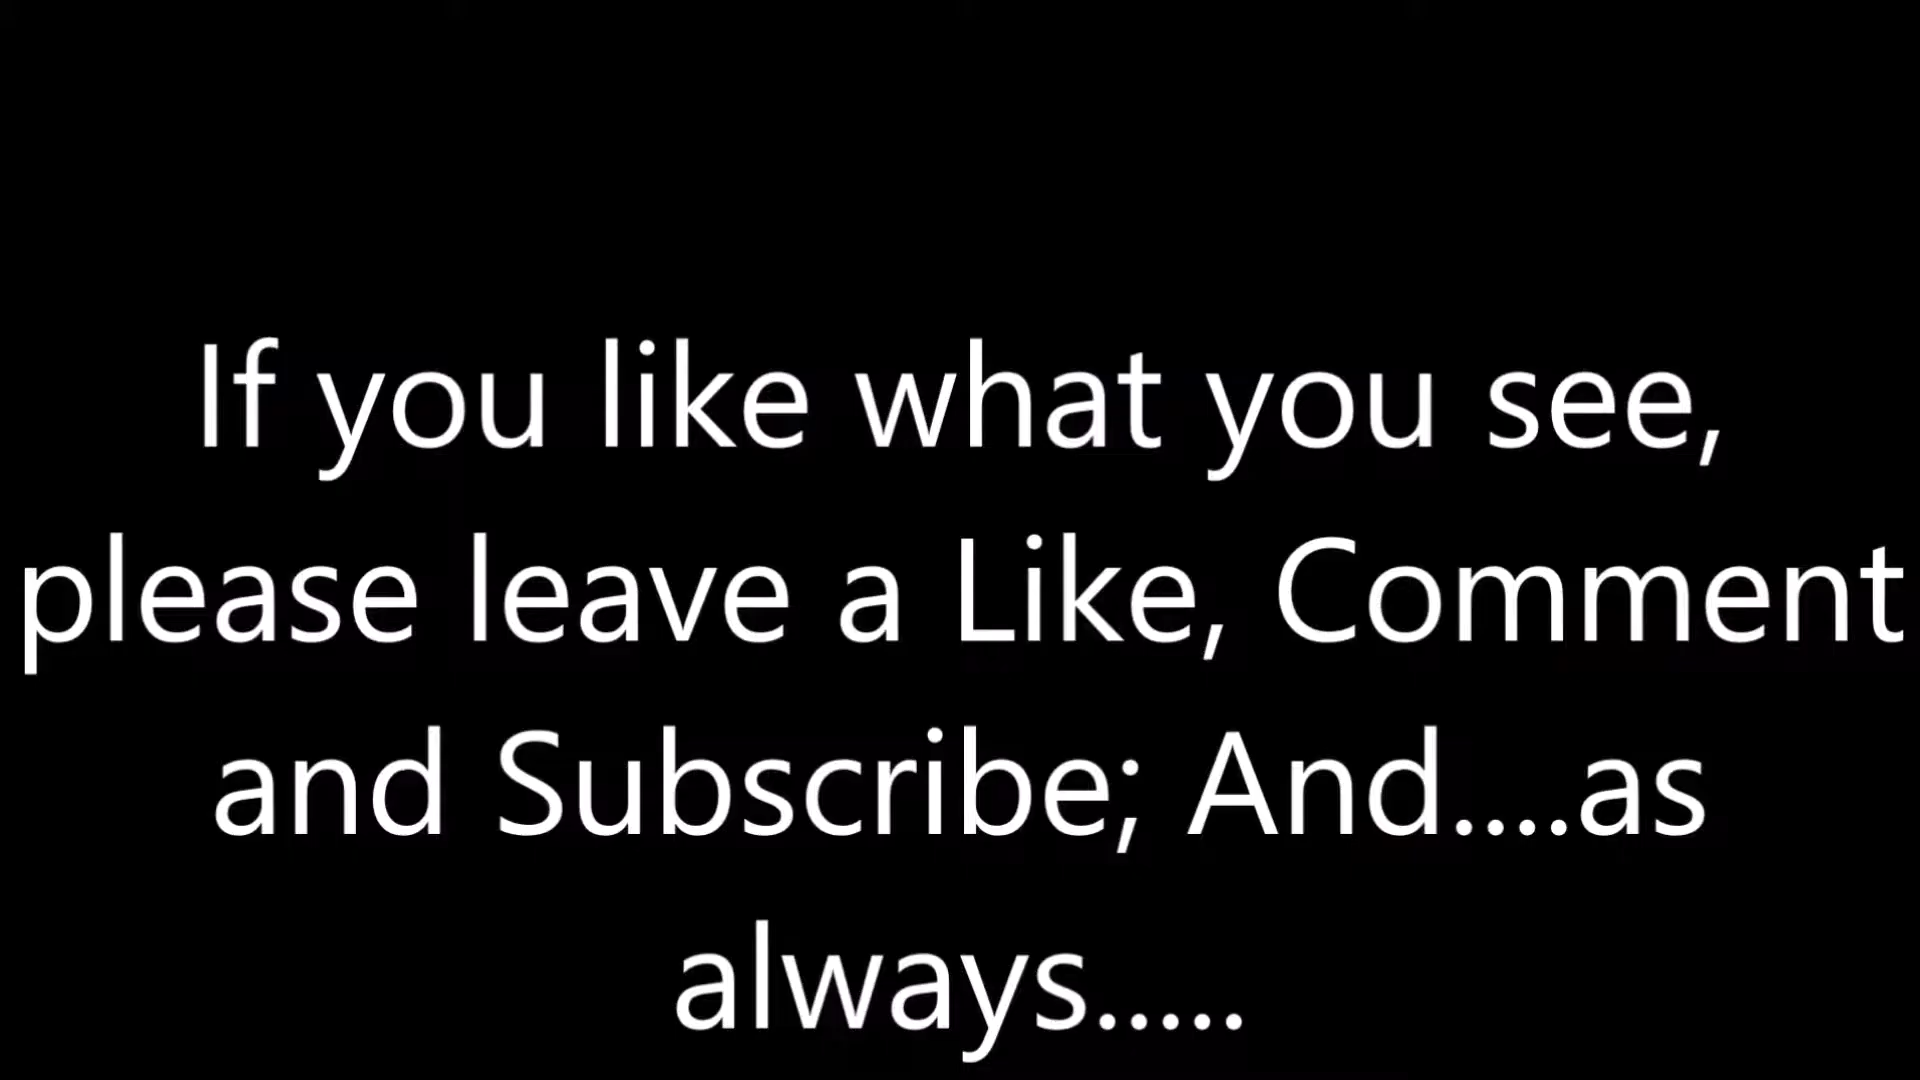 If you like what you see,
please leave a Like, Comment
and Subscribe; And....as
always.....